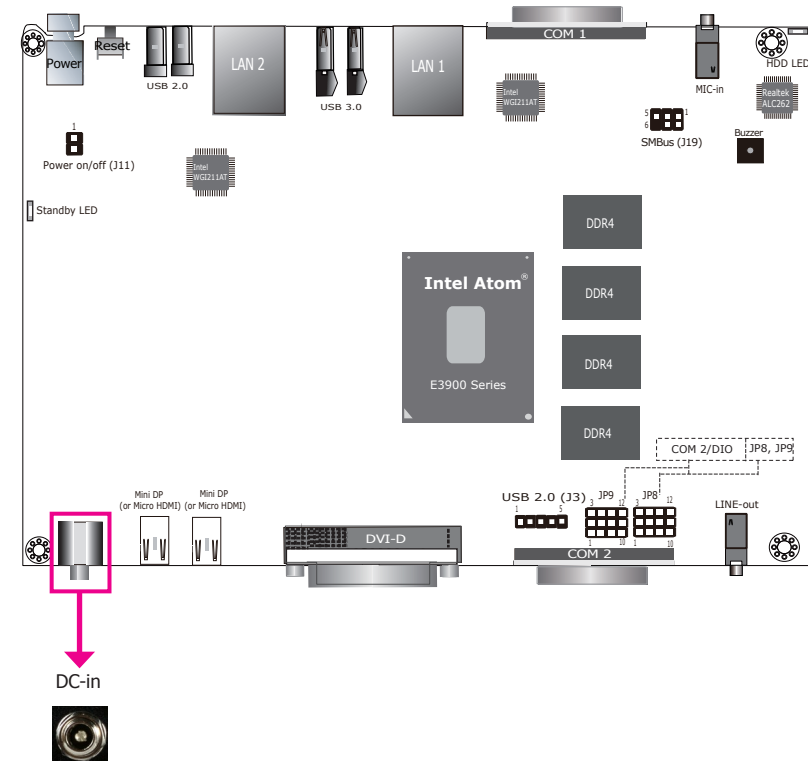 COM 1
Power
Reset
USB 2.0
LAN 2
USB 3.0
LAN 1
MIC-in
HDD LED
Intel
WGI211AT
Realtek
ALC262
5
1
6
SMBus (J19)
Buzzer
1
Power on/off (J11)
Intel
WGI211AT
Standby LED
DDR4
Intel Atom®
DDR4
DDR4
E3900 Series
DDR4
COM 2/DIO
JP8, JP9
Mini DP
(or Micro HDMI)
Mini DP
(or Micro HDMI)
USB 2.0 (J3)
1
5
JP9
3
12
1
10
JP8
3
12
1
10
LINE-out
DVI-D
COM 2
DC-in